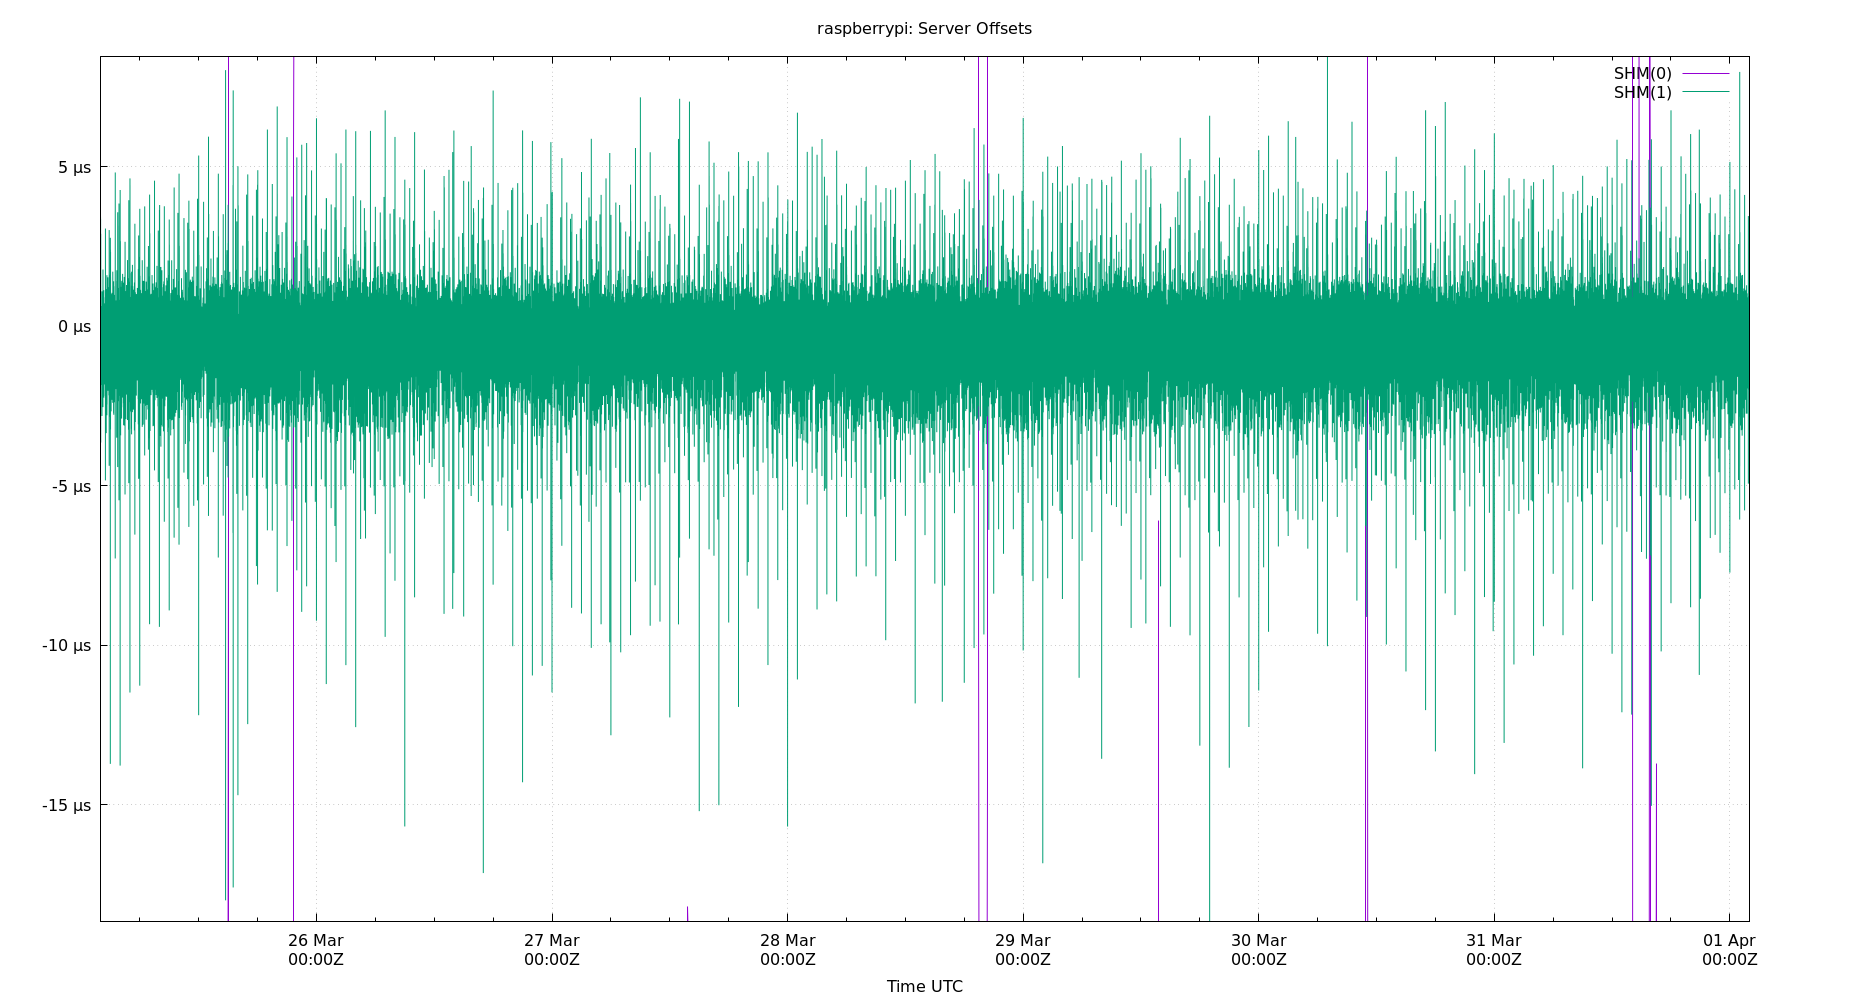 raspberrypi: Server Offsets
SHM(0)
SHM(1)
5 µs
0 µs
-5 µs
-10 µs
-15 µs
26 Mar
00:00Z
27 Mar
00:00Z
28 Mar
00:00Z
29 Mar
00:00Z
30 Mar
00:00Z
31 Mar
00:00Z
01 Apr
00:00Z
Time UTC